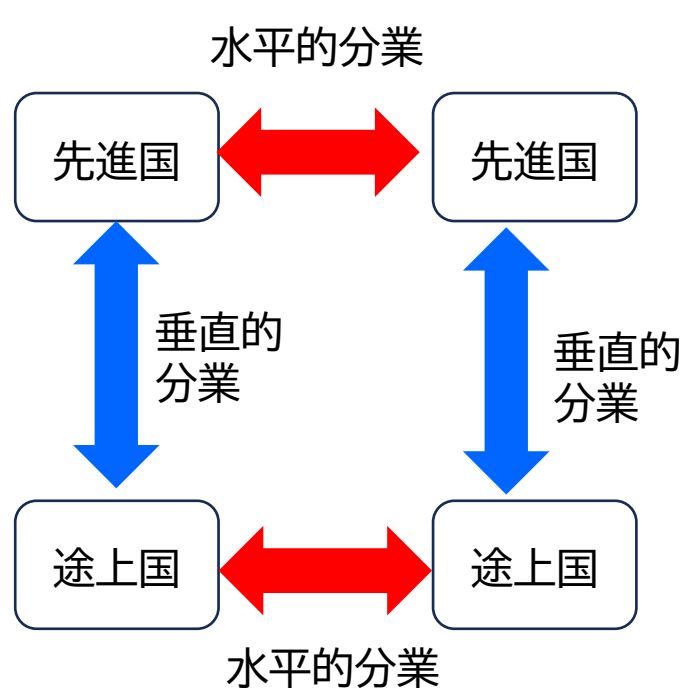 水平的分業
先進国
先進国
垂直的
分業
垂直的
分業
途上国
途上国
水平的分業